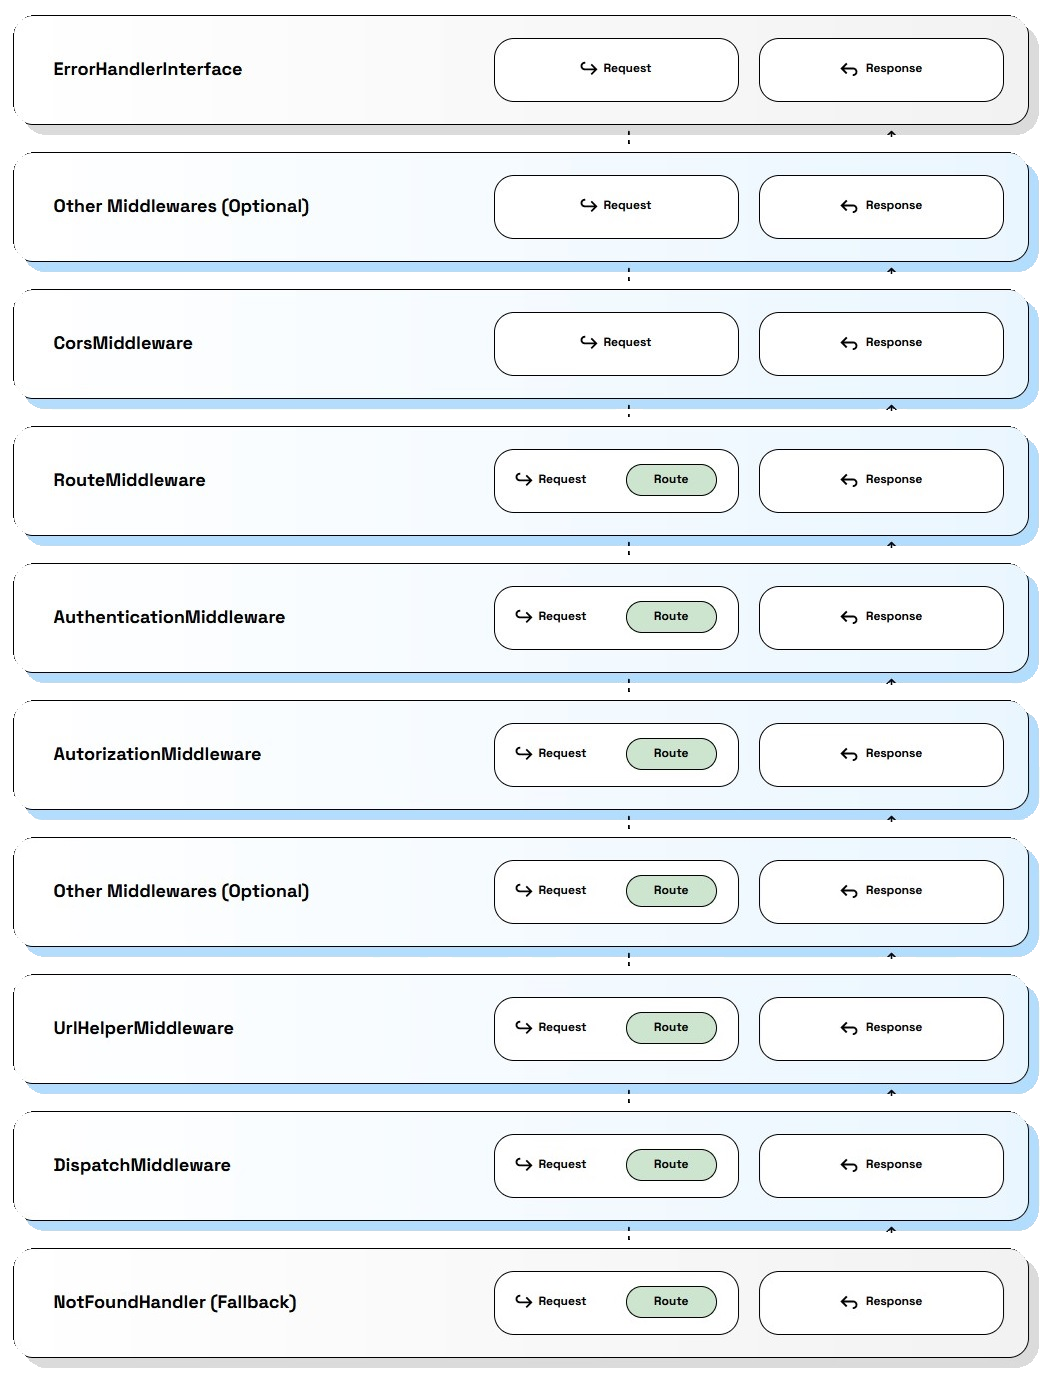 ErrorHandlerInterface Request Response
Other Middlewares (Optional) Request Response
CorsMiddleware Request Response
RouteMiddleware Request Route Response
AuthenticationMiddleware Request Route Response
AutorizationMiddleware Request Route Response
Other Middlewares (Optional) Request Route Response
UrlHelperMiddleware Request Route Response
DispatchMiddleware Request Route Response
NotFoundHandler (Fallback) Request Route Response